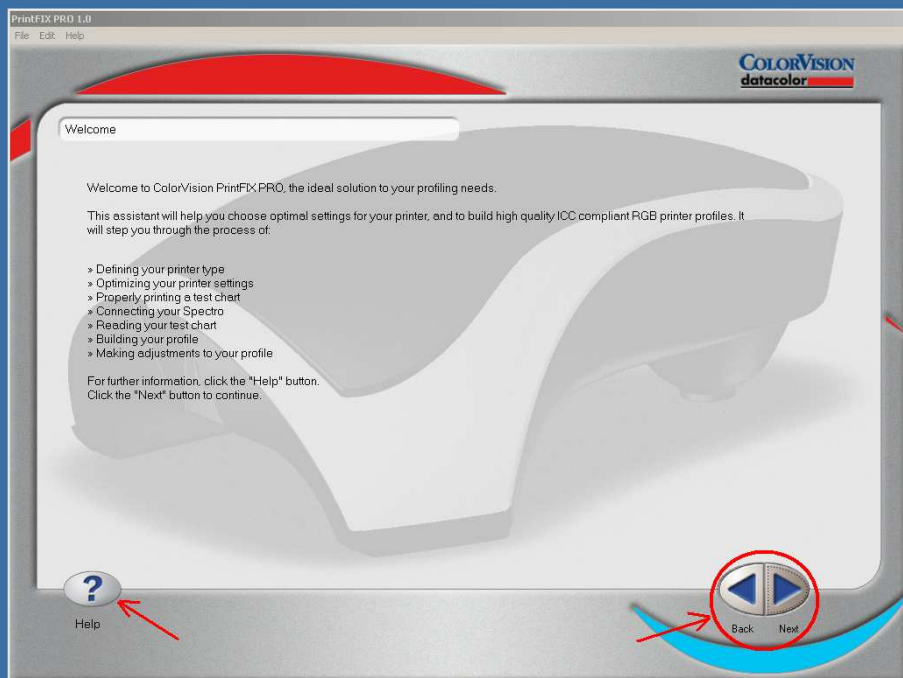 PrintFIX PRO 1.0
File Edit Help
COLORVISION
datacolor
Welcome
Welcome to ColorVision PrintFIX PRO, the ideal solution to your profiling needs.
This assistant will help you choose optimal settings for your printer, and to build high quality ICC compliant RGB printer profiles. It
will step you through the process of:
» Defining your printer type
» Optimizing your printer settings
» Properly printing a test chart
» Connecting your Spectro
» Reading your test chart
» Building your profile
» Making adjustments to your profile
For further information, click the "Help" button.
Click the "Next" button to continue.
?
Help
Back Next